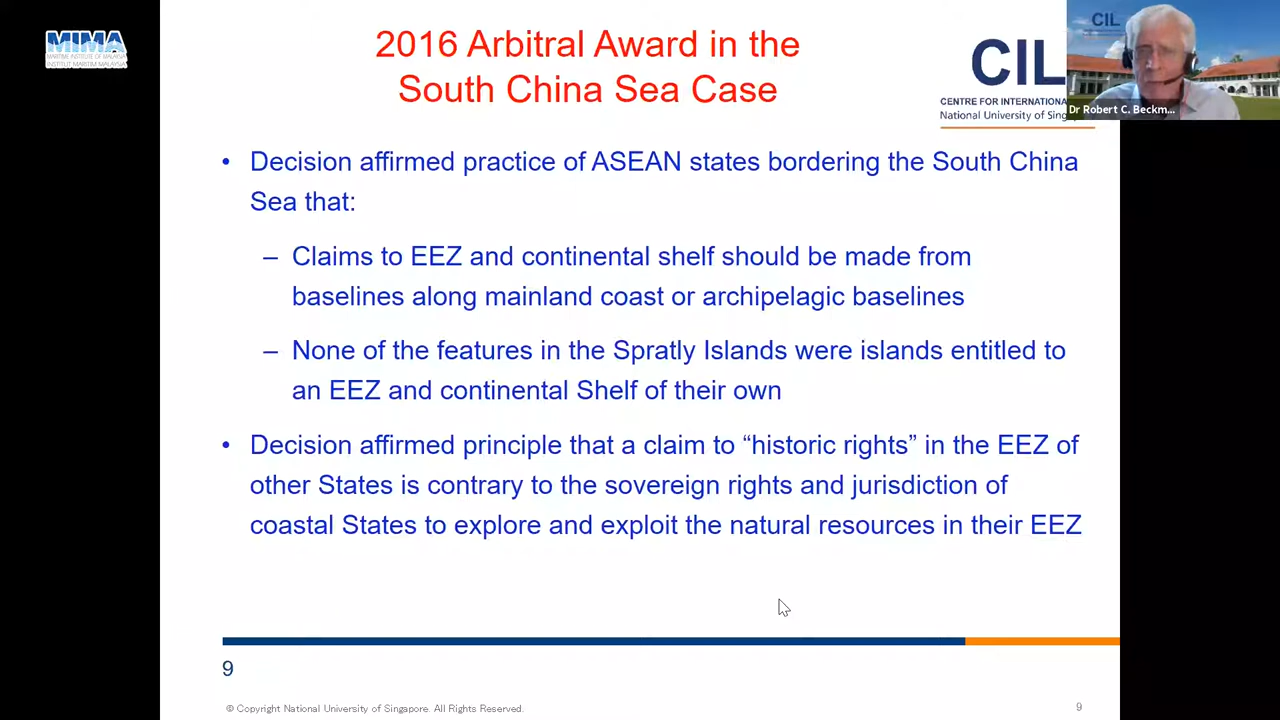 MIMA
MARITIME INSTITUTE OF MALAYSIA
INSTITUT MARITIM MALAYSIA
2016 Arbitral Award in the
South China Sea Case
CIL
CIL
CENTRE FOR INTERNATIONA
National University of Sing
Dr Robert C. Beckm...
• Decision affirmed practice of ASEAN states bordering the South China
Sea that:
– Claims to EEZ and continental shelf should be made from
baselines along mainland coast or archipelagic baselines
– None of the features in the Spratly Islands were islands entitled to
an EEZ and continental Shelf of their own
• Decision affirmed principle that a claim to “historic rights” in the EEZ of
other States is contrary to the sovereign rights and jurisdiction of
coastal States to explore and exploit the natural resources in their EEZ
9
© Copyright National University of Singapore. All Rights Reserved.
9